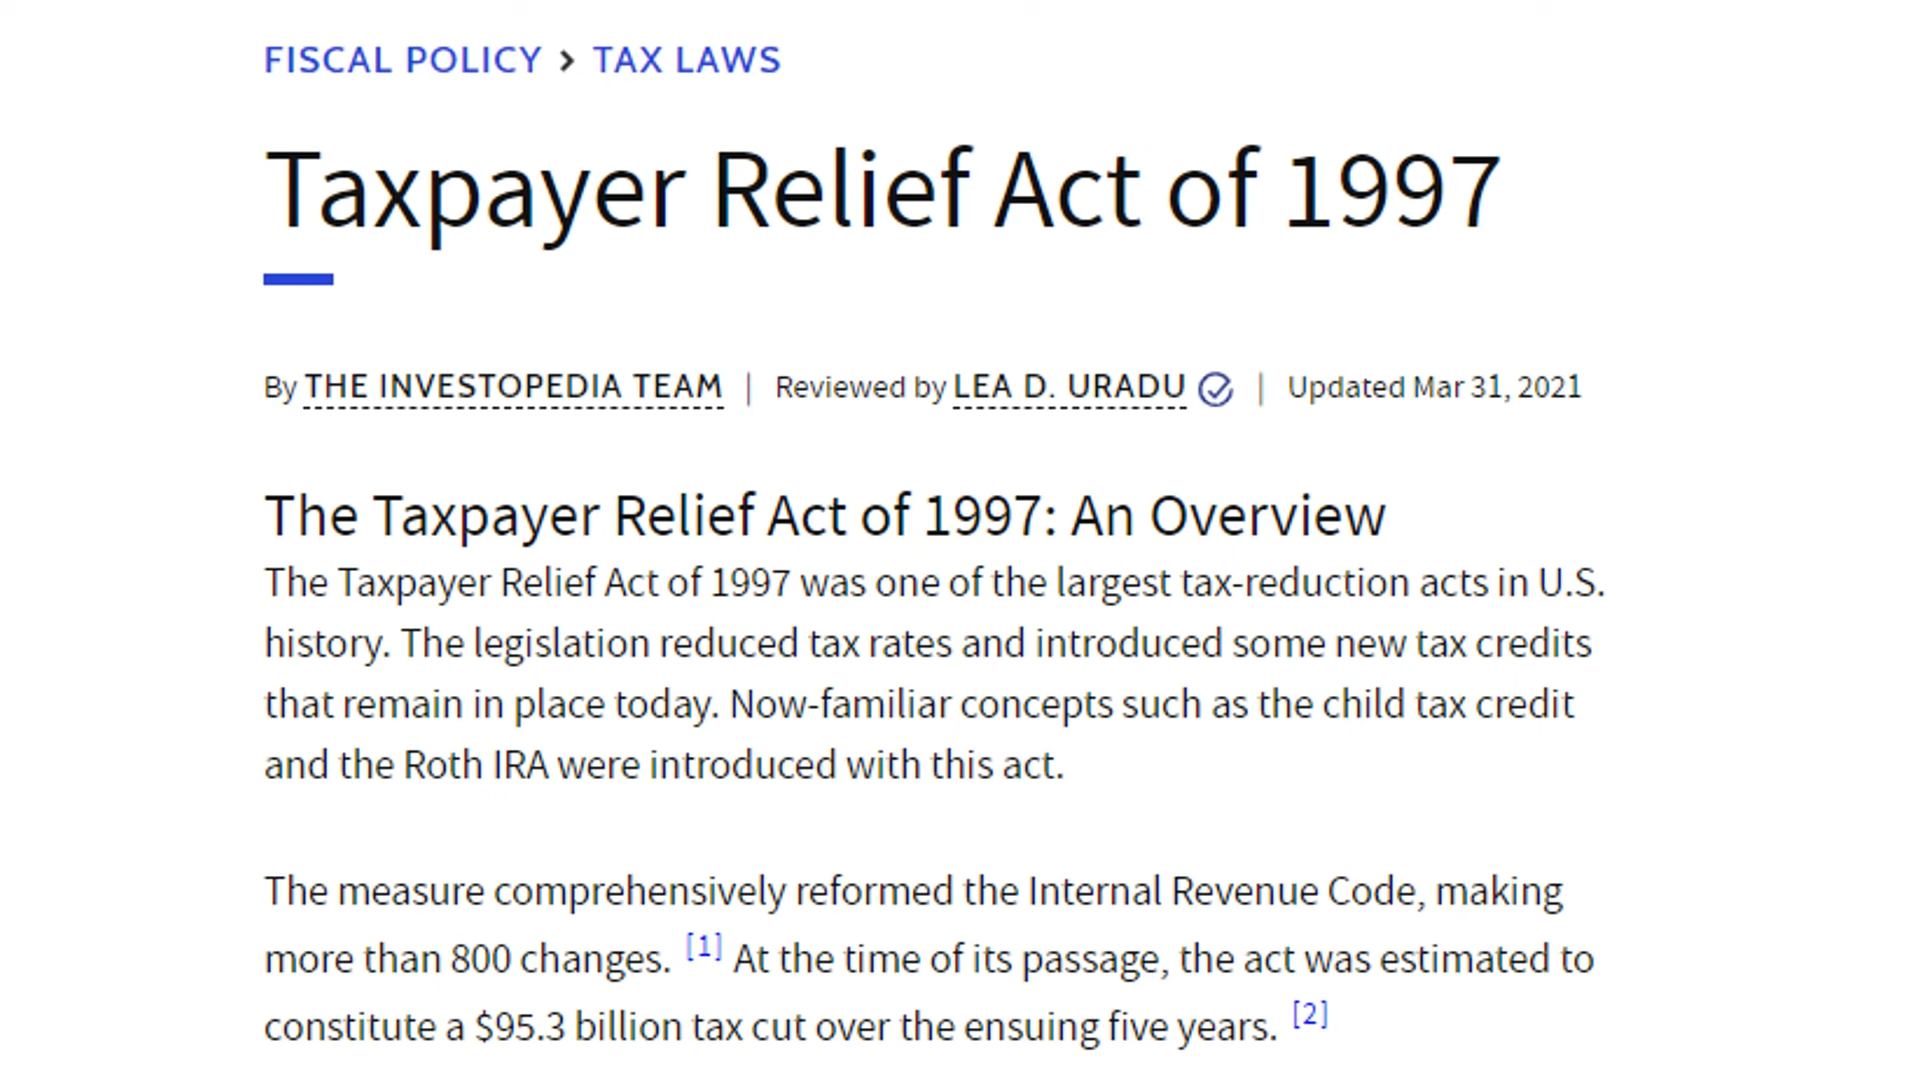 FISCAL POLICY > TAX LAWS
Taxpayer Relief Act of 1997
By THE INVESTOPEDIA TEAM | Reviewed by LEA D. URADU | Updated Mar 31, 2021
The Taxpayer Relief Act of 1997: An Overview
The Taxpayer Relief Act of 1997 was one of the largest tax-reduction acts in U.S.
history. The legislation reduced tax rates and introduced some new tax credits
that remain in place today. Now-familiar concepts such as the child tax credit
and the Roth IRA were introduced with this act.
The measure comprehensively reformed the Internal Revenue Code, making
more than 800 changes. [1] At the time of its passage, the act was estimated to
constitute a $95.3 billion tax cut over the ensuing five years. [2]